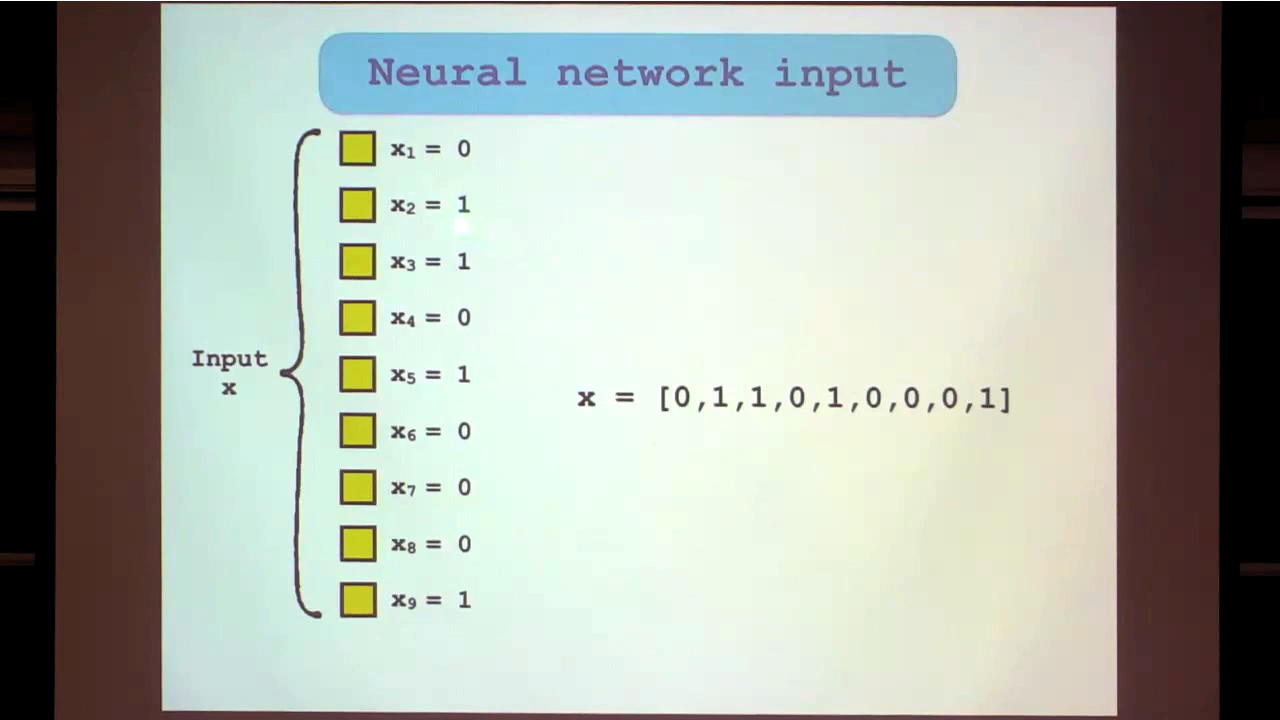 Neural network input
x₁ = 0
x₂ = 1
x₃ = 1
x₄ = 0
Input
x
x₅ = 1
x = [0,1,1,0,1,0,0,0,1]
x₆ = 0
x₇ = 0
x₈ = 0
x₉ = 1